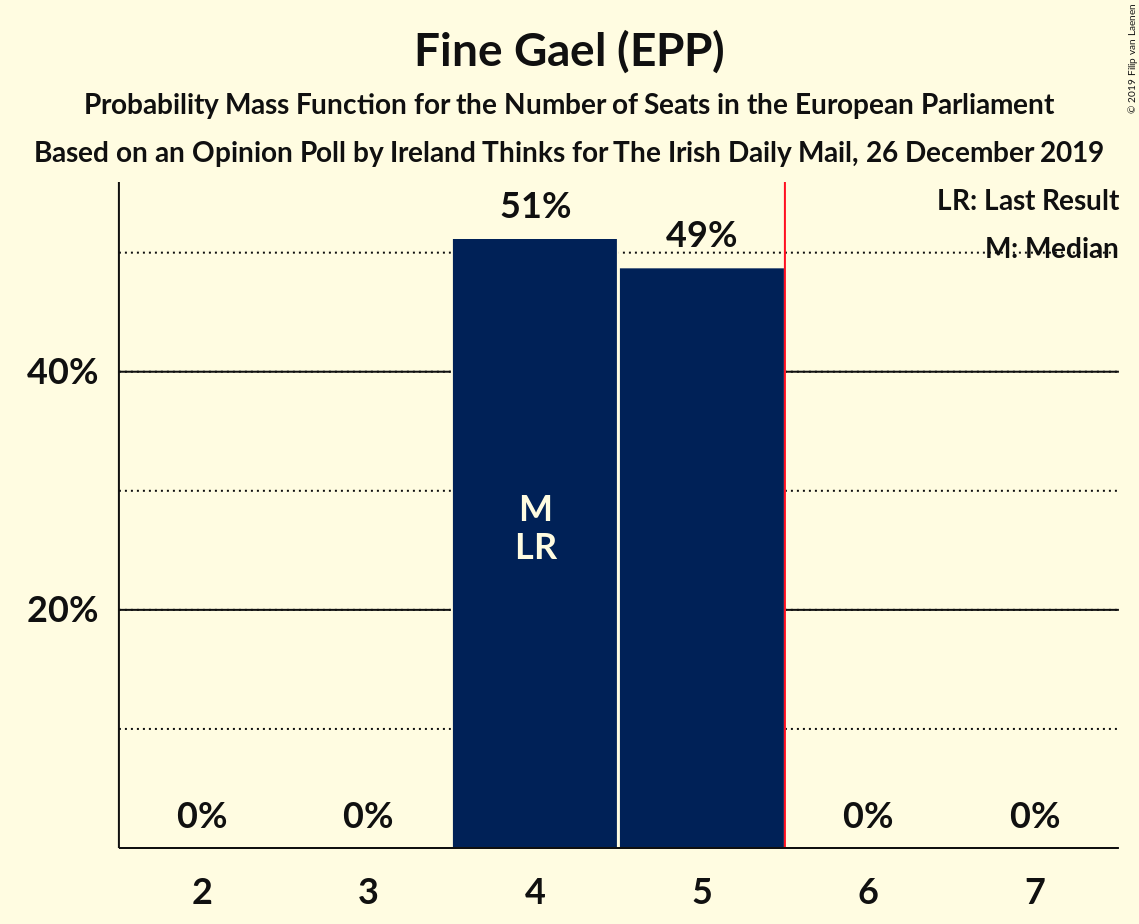 Fine Gael (EPP)
Probability Mass Function for the Number of Seats in the European Parliament
Based on an Opinion Poll by Ireland Thinks for The Irish Daily Mail, 26 December 2019
© 2019 Filip van Laenen
LR: Last Result
M: Median
51%
49%
40%
20%
M
LR
0%
0%
0%
0%
2
3
4
5
6
7